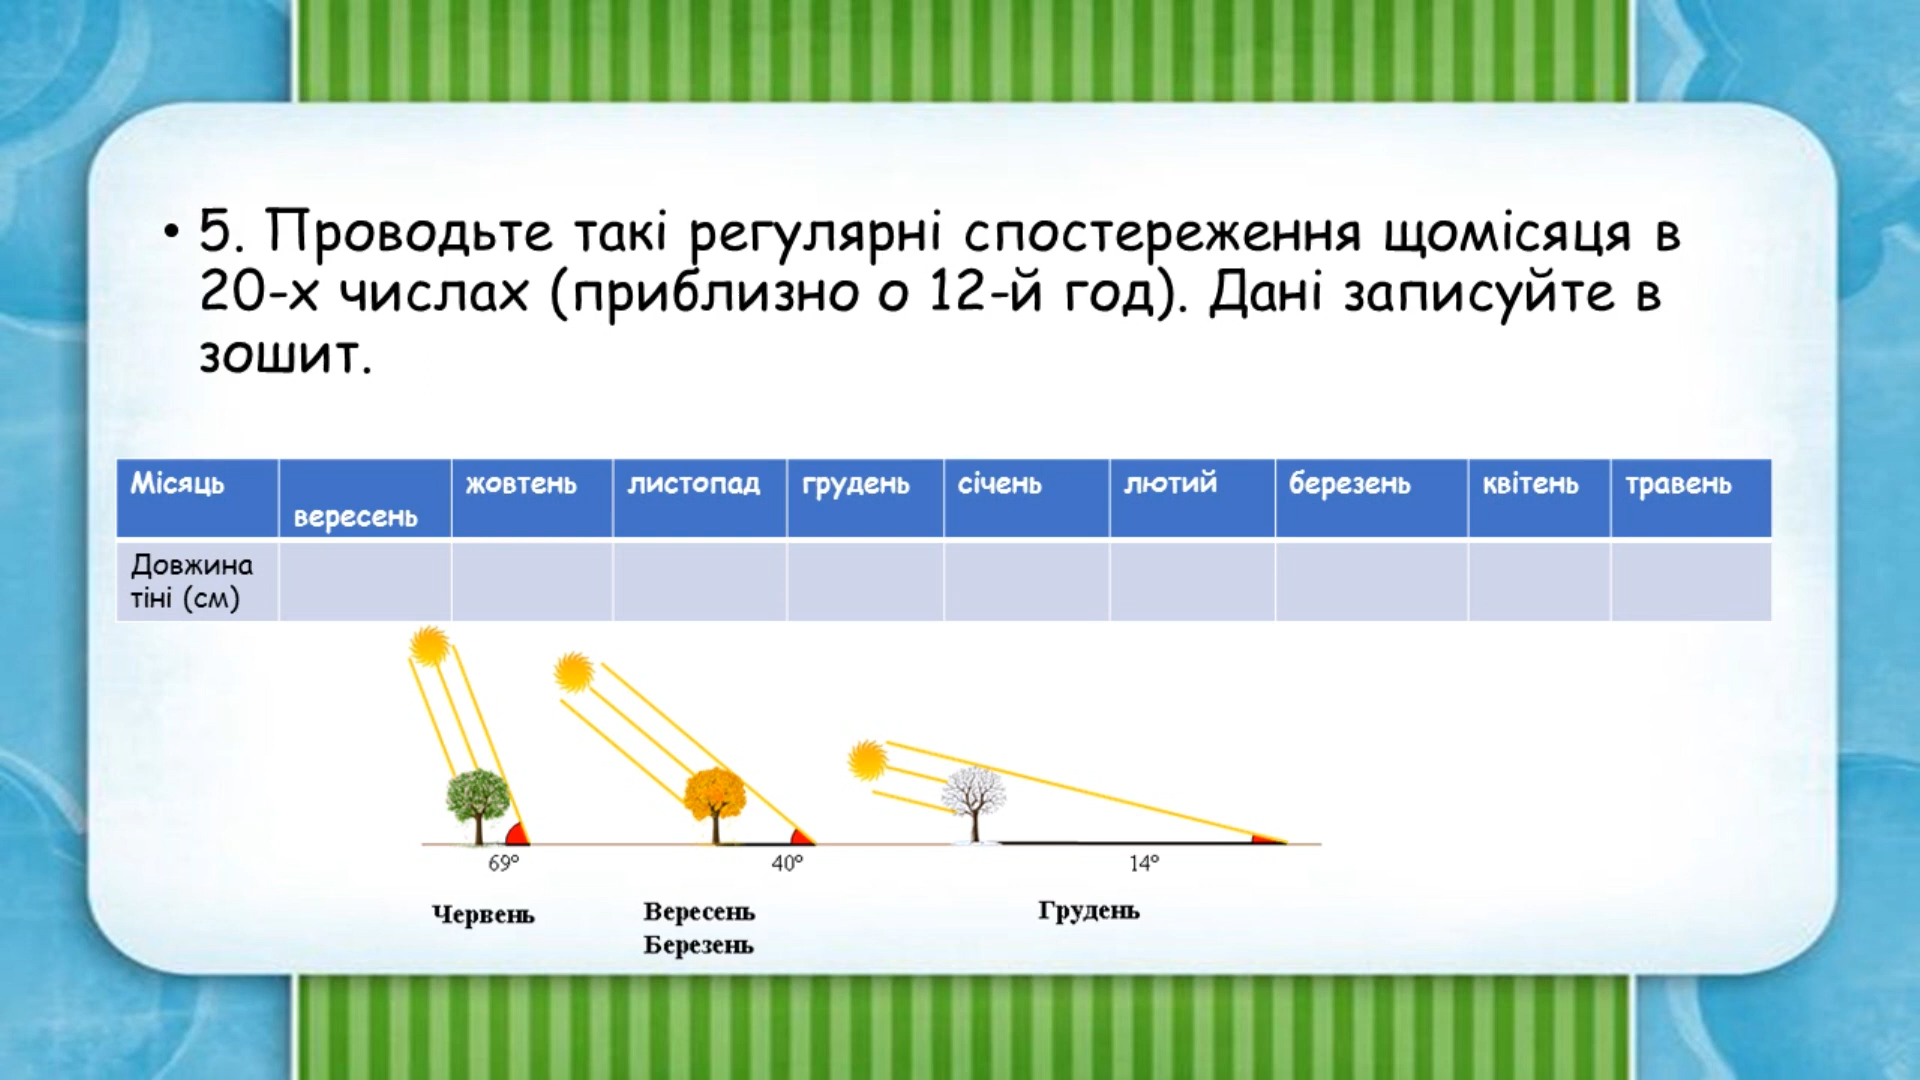 • 5. Проводьте такі регулярні спостереження щомісяця в
20-х числах (приблизно о 12-й год). Дані записуйте в
зошит.
Місяць вересень жовтень листопад грудень січень лютий березень квітень травень
Довжина
тіні (см)
69° 40° 14°
Червень Вересень Грудень
Березень